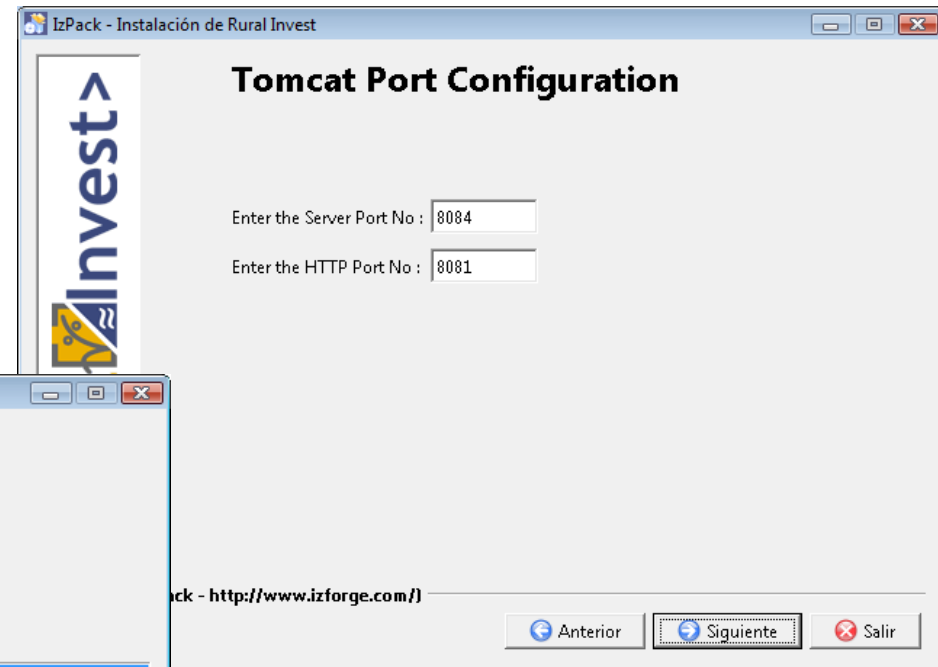 IzPack - Instalación de Rural Invest
Tomcat Port Configuration
Invest>
Enter the Server Port No : 8084
Enter the HTTP Port No : 8081
- http://www.izforge.com/)
Anterior
Siguiente
Salir